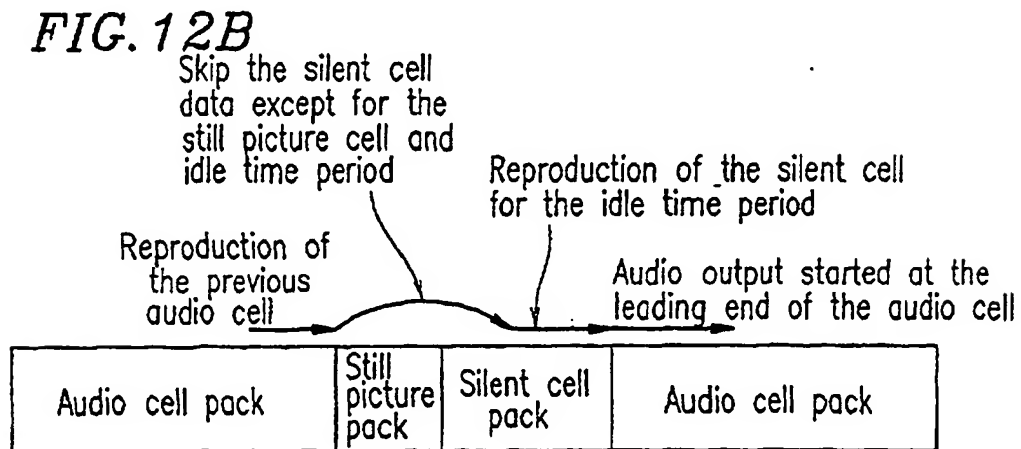 FIG. 12B
Skip the silent cell
data except for the
still picture cell and
idle time period
Reproduction of the silent cell
for the idle time period
Reproduction of
the previous
audio cell
Audio output started at the
leading end of the audio cell
Audio cell pack
Still
picture
pack
Silent cell
pack
Audio cell pack